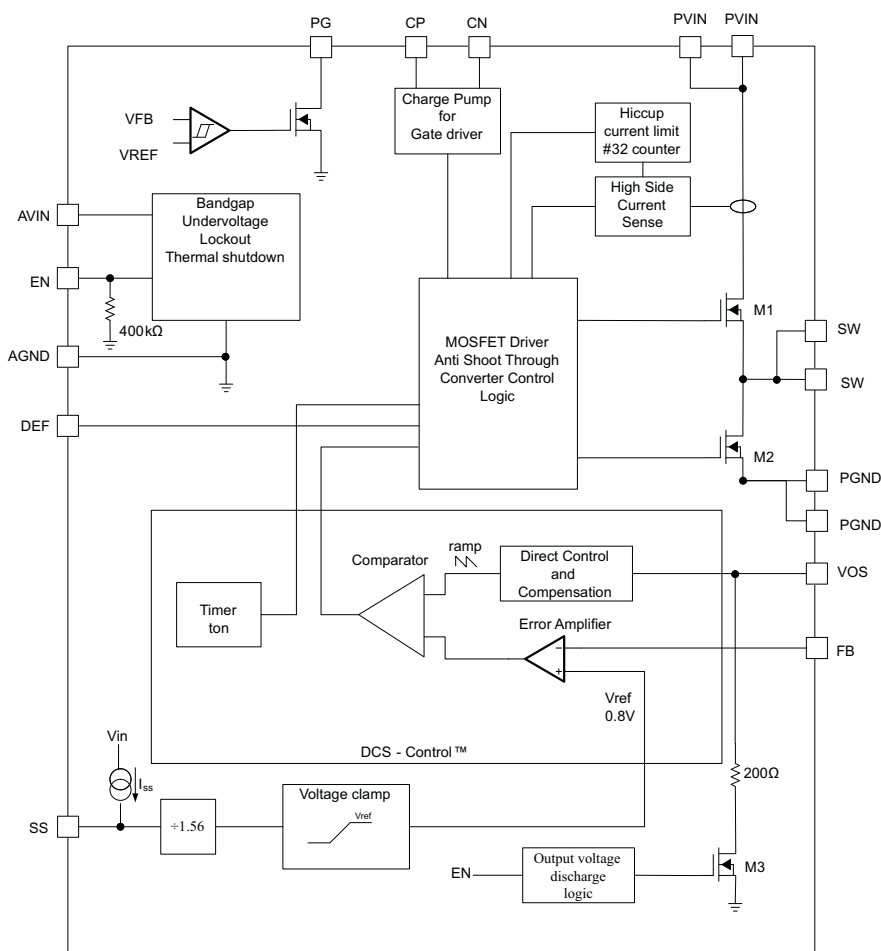 PG
CP
CN
PVIN
PVIN
VFB
VREF
Charge Pump
for
Gate driver
Hiccup
current limit
#32 counter
High Side
Current
Sense
AVIN
Bandgap
Undervoltage
Lockout
Thermal shutdown
EN
400kΩ
AGND
DEF
MOSFET Driver
Anti Shoot Through
Converter Control
Logic
M1
SW
SW
M2
PGND
PGND
ramp
Comparator
Direct Control
and
Compensation
VOS
Timer
ton
Error Amplifier
−
+
FB
Vref
0.8V
DCS - Control™
Vin
Iss
200Ω
SS
÷1.56
Voltage clamp
Vref
EN
Output voltage
discharge
logic
M3